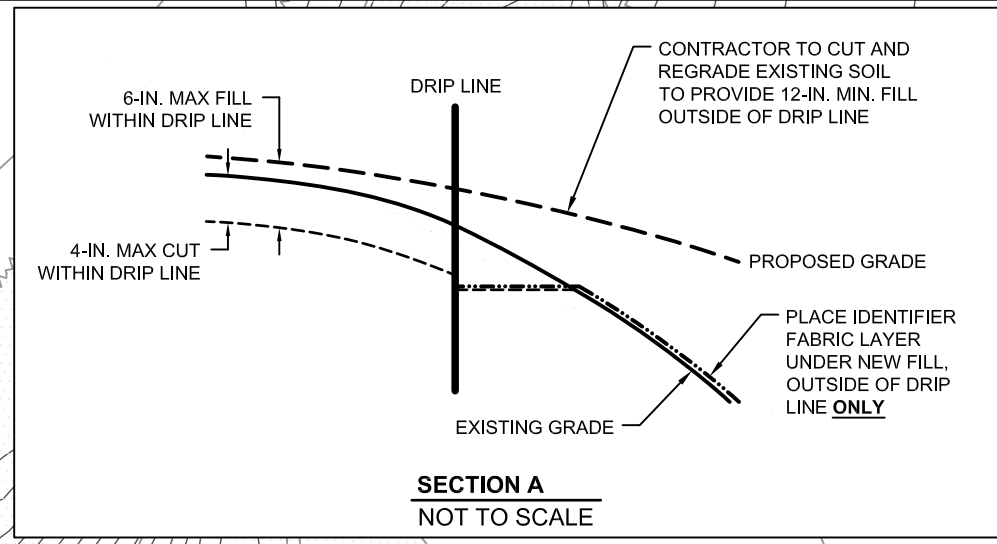 6-IN. MAX FILL
WITHIN DRIP LINE
DRIP LINE
CONTRACTOR TO CUT AND
REGRADE EXISTING SOIL
TO PROVIDE 12-IN. MIN. FILL
OUTSIDE OF DRIP LINE
4-IN. MAX CUT
WITHIN DRIP LINE
PROPOSED GRADE
PLACE IDENTIFIER
FABRIC LAYER
UNDER NEW FILL,
OUTSIDE OF DRIP
LINE ONLY
EXISTING GRADE
SECTION A
NOT TO SCALE